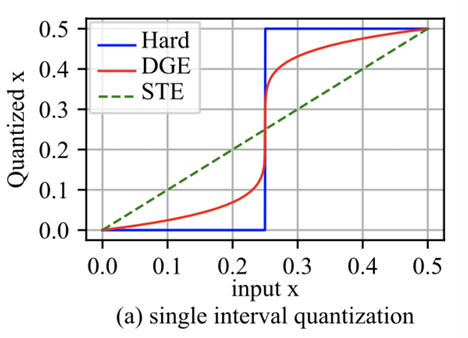 Hard
DGE
STE
Quantized x
0.5
0.4
0.3
0.2
0.1
0.0
0.0 0.1 0.2 0.3 0.4 0.5
input x
(a) single interval quantization